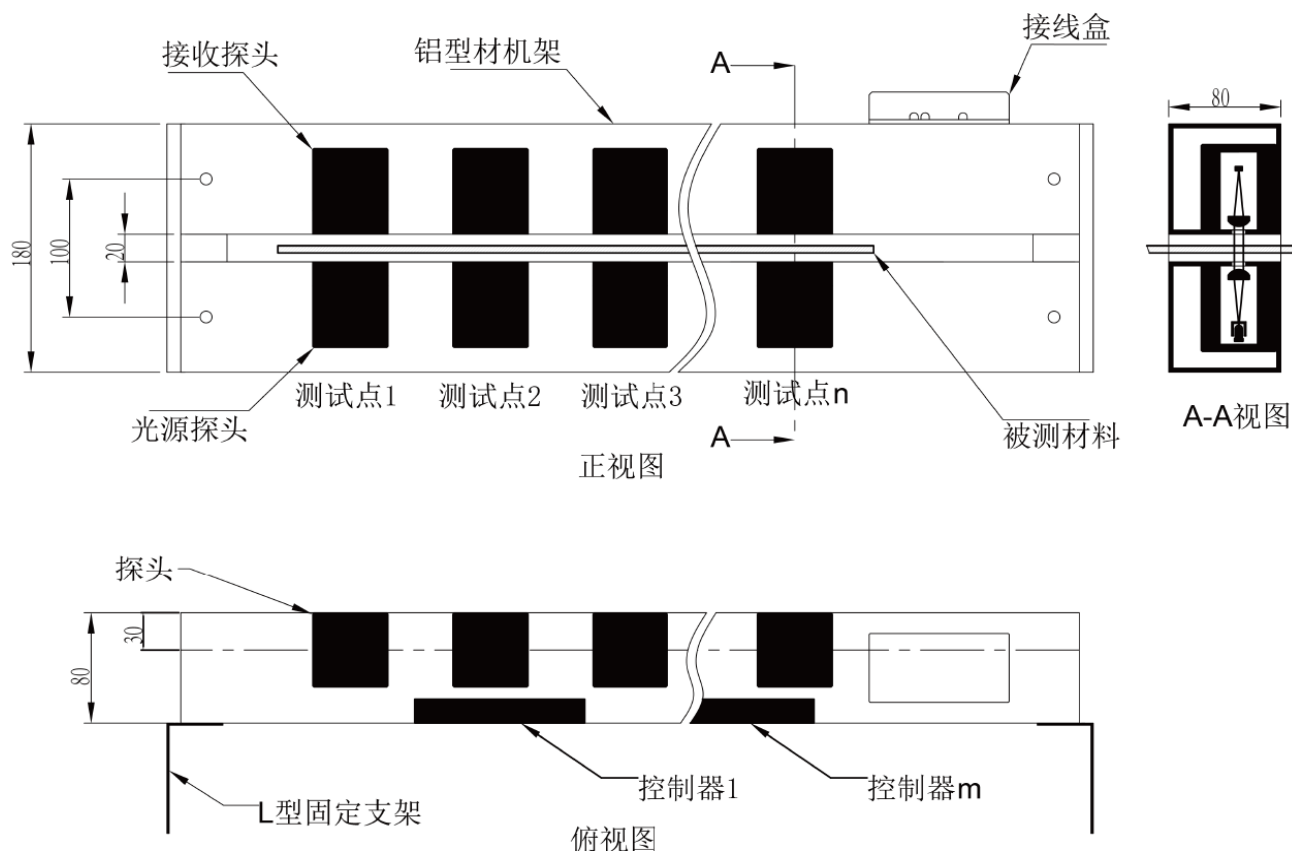 接线盒
接收探头
铝型材机架
A
80
180
100
20
测试点1
测试点2
测试点3
测试点n
光源探头
A
被测材料
A-A视图
正视图
探头
30
80
控制器1
控制器m
L型固定支架
俯视图